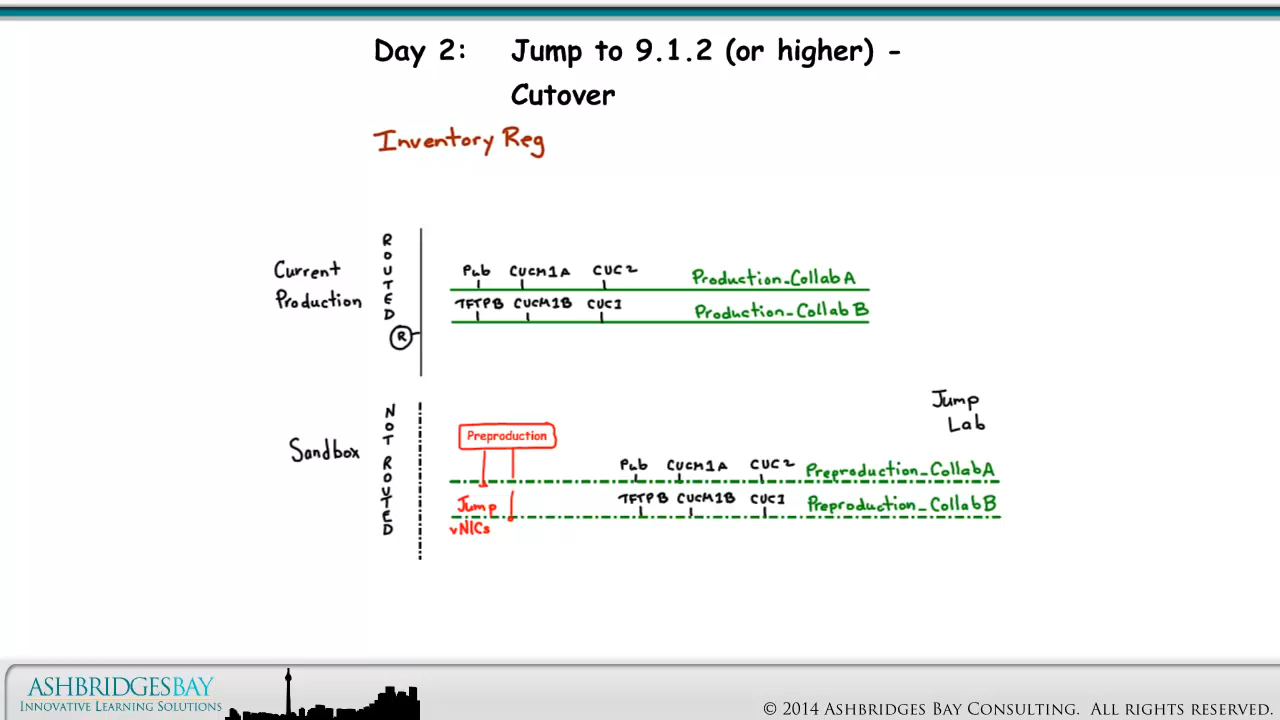 Day 2: Jump to 9.1.2 (or higher) -
Cutover
Inventory Reg
Current
Production
ROUTED
R
Pub CUCM1A CUC2 Production_CollabA
TFTPB CUCM1B CUC1 Production_CollabB
Jump
Lab
Sandbox
NOT ROUTED
Preproduction
Pub CUCM1A CUC2 Preproduction_CollabA
Jump TFTPB CUCM1B CUC1 Preproduction_CollabB
vNICs
ASHBRIDGESBAY
INNOVATIVE LEARNING SOLUTIONS
© 2014 ASHBRIDGES BAY CONSULTING. ALL RIGHTS RESERVED.